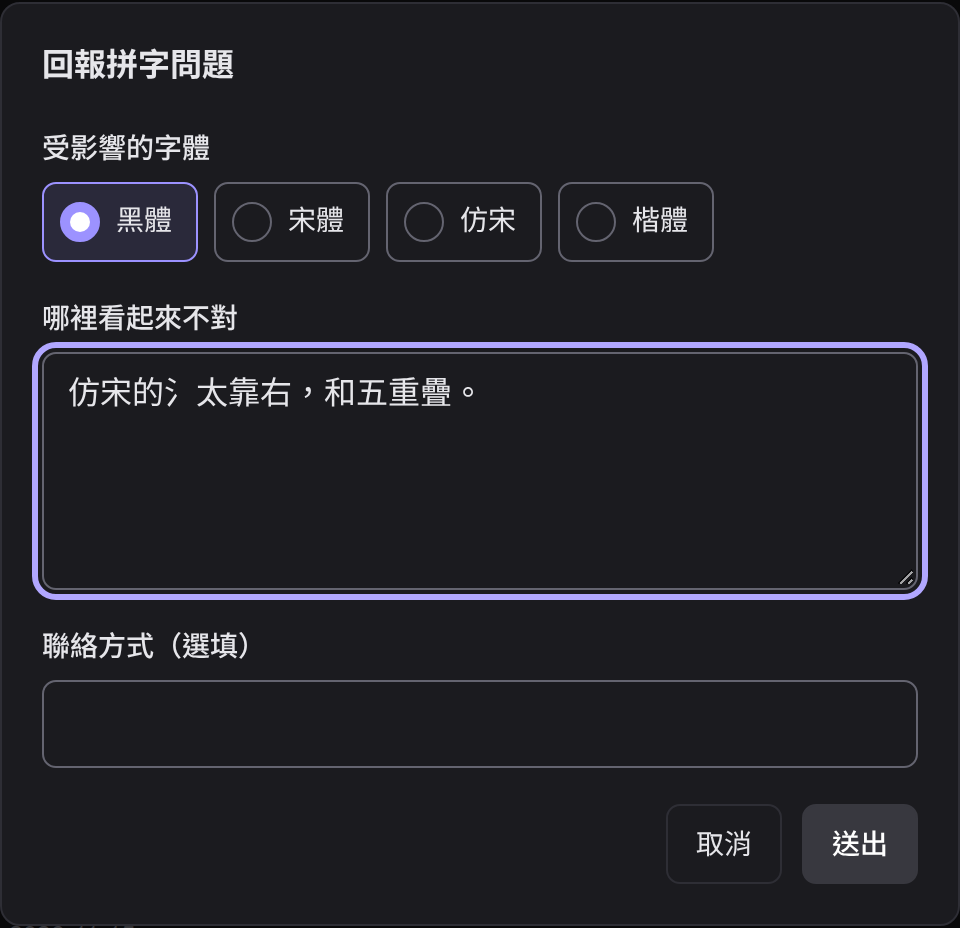 回報拼字問題
受影響的字體
黑體
宋體
仿宋
楷體
哪裡看起來不對
仿宋的氵太靠右，和五重疊。
聯絡方式（選填）
取消
送出